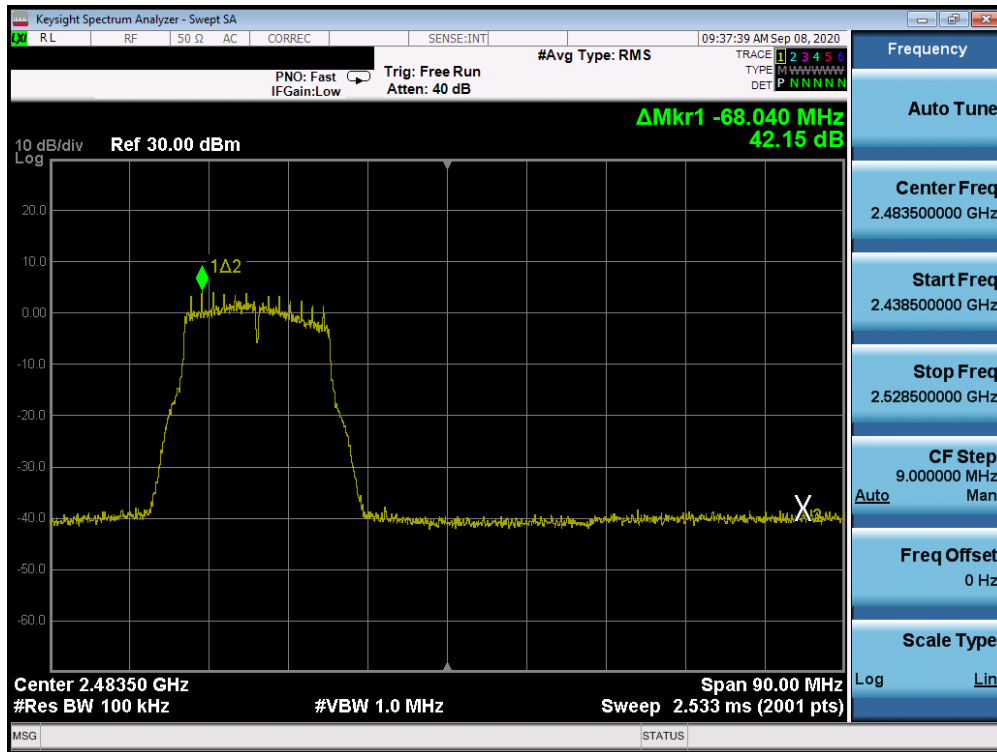 Keysight Spectrum Analyzer - Swept SA
LXI RL RF 50 Ω AC CORREC SENSE:INT 09:37:39 AM Sep 08, 2020
#Avg Type: RMS TRACE 1 2 3 4 5 6
PNO: Fast Trig: Free Run TYPE M WWWWW
IFGain:Low Atten: 40 dB DET P N N N N N
ΔMkr1 -68.040 MHz
42.15 dB
10 dB/div Ref 30.00 dBm
Log
20.0
10.0
1Δ2
0.00
-10.0
-20.0
-30.0
-40.0
X
-50.0
-60.0
Center 2.48350 GHz Span 90.00 MHz
#Res BW 100 kHz #VBW 1.0 MHz Sweep 2.533 ms (2001 pts)
MSG STATUS
Frequency
Auto Tune
Center Freq
2.483500000 GHz
Start Freq
2.438500000 GHz
Stop Freq
2.528500000 GHz
CF Step
9.000000 MHz
Auto Man
Freq Offset
0 Hz
Scale Type
Log Lin